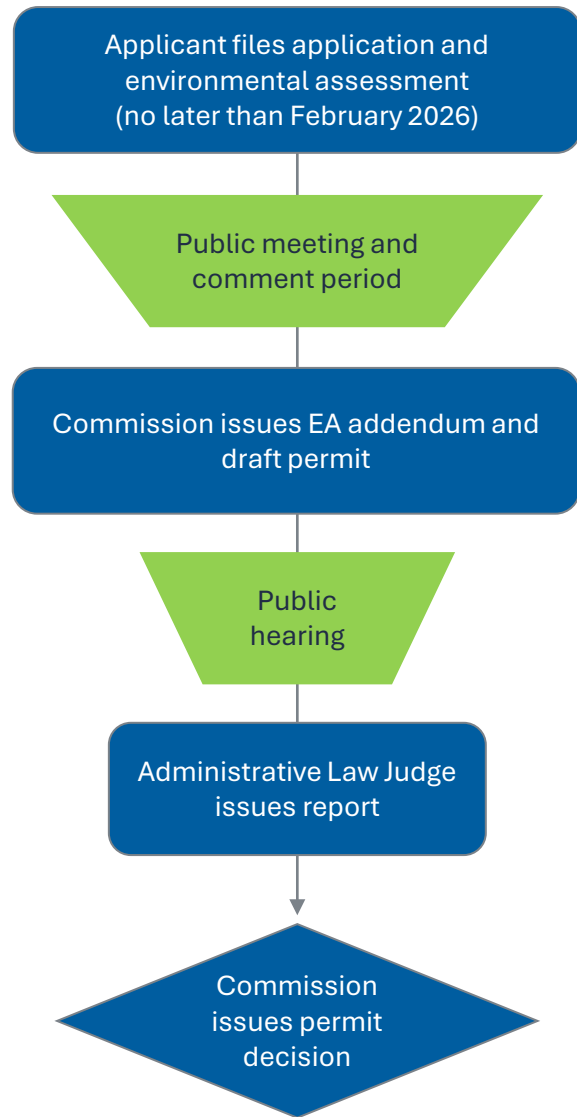 Applicant files application and
environmental assessment
(no later than February 2026)
Public meeting and
comment period
Commission issues EA addendum and
draft permit
Public
hearing
Administrative Law Judge
issues report
Commission
issues permit
decision